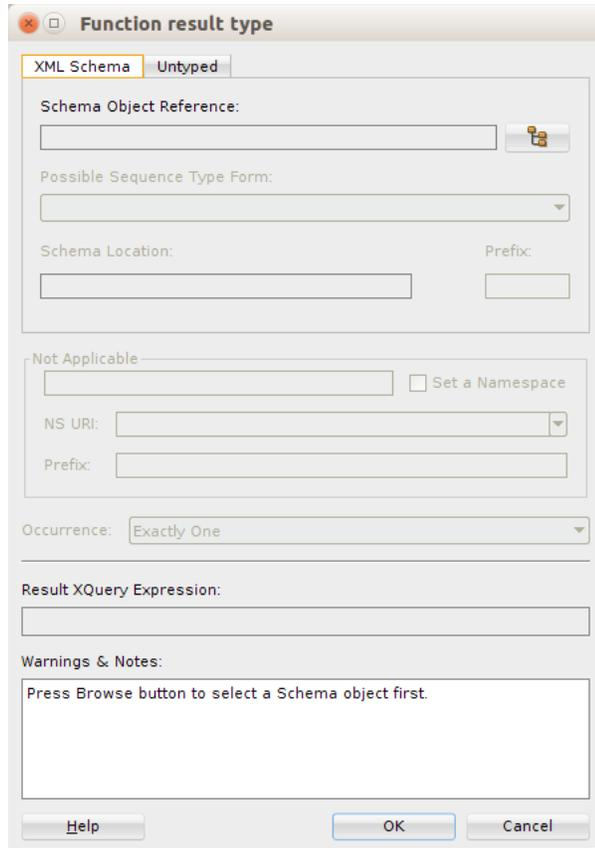 Function result type
XML Schema Untyped
Schema Object Reference:
Possible Sequence Type Form:
Schema Location: Prefix:
Not Applicable
Set a Namespace
NS URI:
Prefix:
Occurrence: Exactly One
Result XQuery Expression:
Warnings & Notes:
Press Browse button to select a Schema object first.
Help OK Cancel